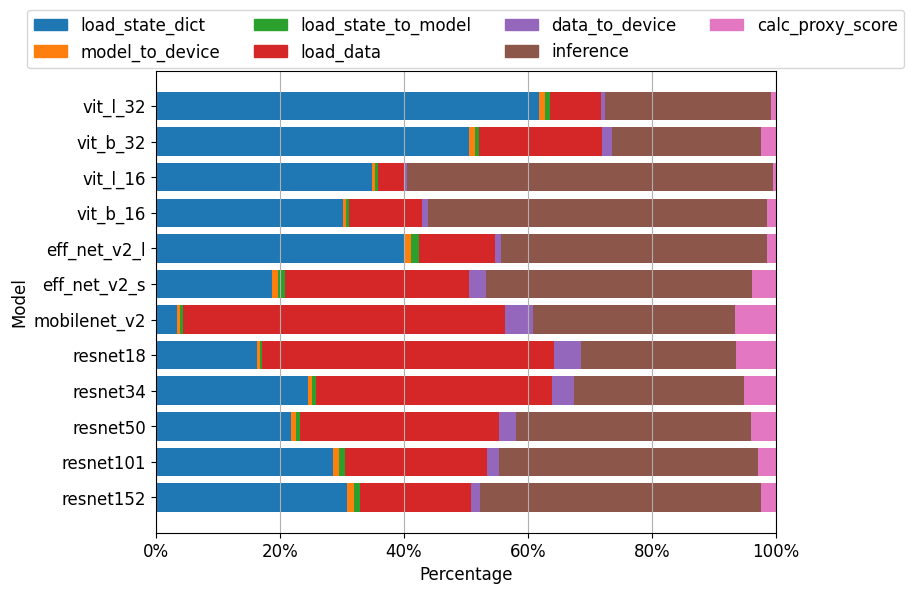 load_state_dict load_state_to_model data_to_device calc_proxy_score
model_to_device load_data inference
Model
vit_l_32
vit_b_32
vit_l_16
vit_b_16
eff_net_v2_l
eff_net_v2_s
mobilenet_v2
resnet18
resnet34
resnet50
resnet101
resnet152
0% 20% 40% 60% 80% 100%
Percentage